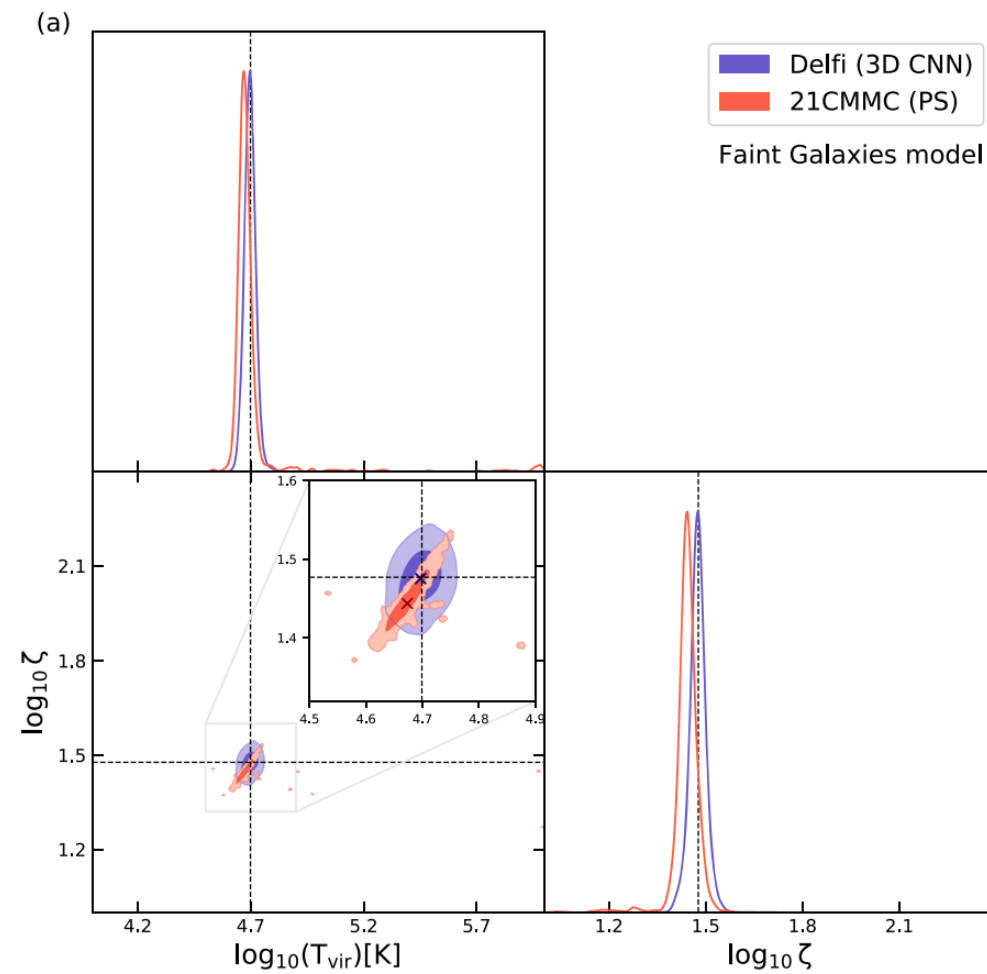 (a)
Delfi (3D CNN)
21CMMC (PS)
Faint Galaxies model
1.6
1.5
1.4
4.5 4.6 4.7 4.8 4.9
2.1
1.8
1.5
1.2
log₁₀ ζ
4.2 4.7 5.2 5.7
log₁₀(Tᵥᵢᵣ)[K]
1.2 1.5 1.8 2.1
log₁₀ ζ